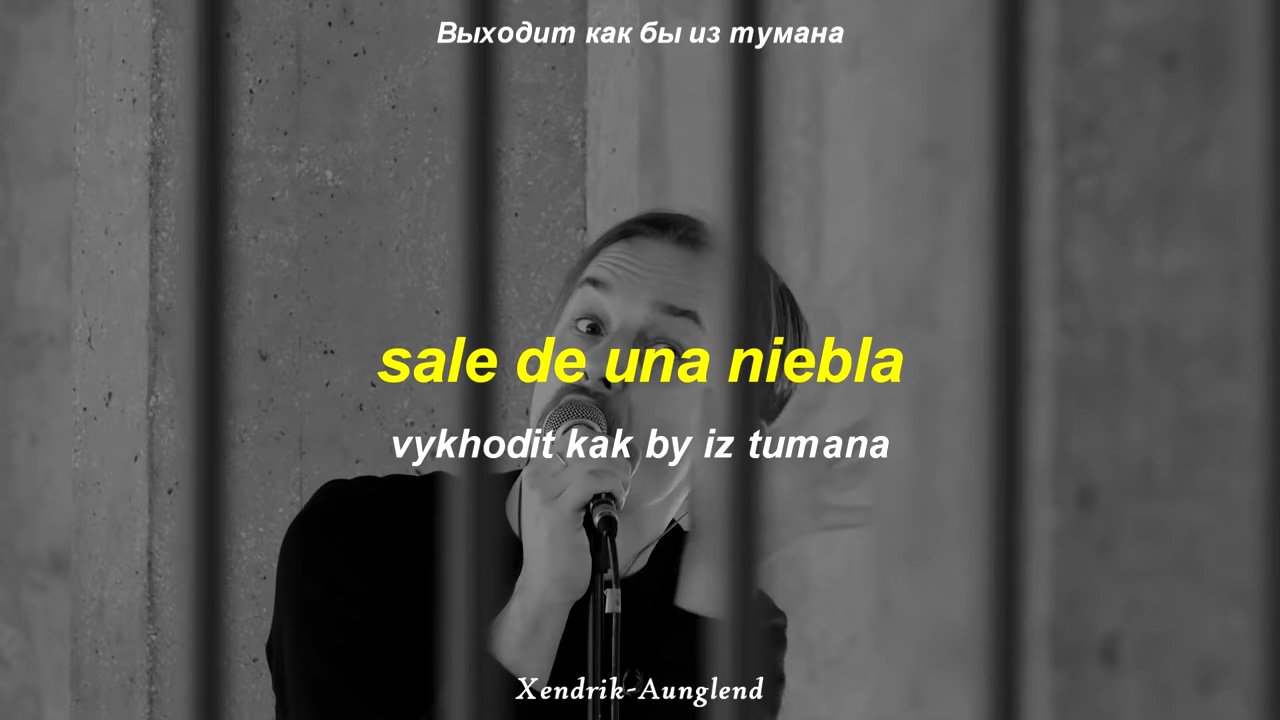 Выходит как бы из тумана
sale de una niebla
vykhodit kak by iz tumana
Xendrik-Aunglend